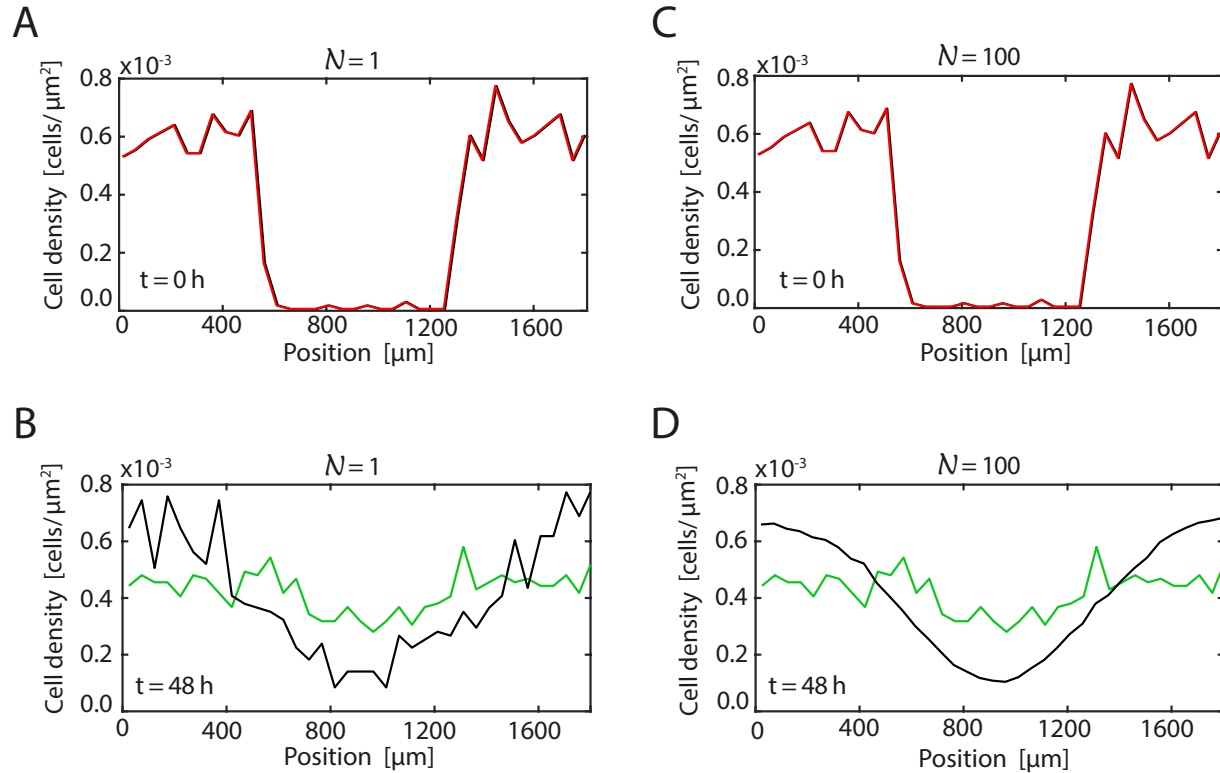 A
N = 1
x10⁻³
Cell density [cells/ μm²]
0.8
0.6
0.4
0.2
0.0
t = 0 h
0 400 800 1200 1600
Position [μm]
C
N = 100
x10⁻³
Cell density [cells/ μm²]
0.8
0.6
0.4
0.2
0.0
t = 0 h
0 400 800 1200 1600
Position [μm]
B
N = 1
x10⁻³
Cell density [cells/ μm²]
0.8
0.6
0.4
0.2
0.0
t = 48 h
0 400 800 1200 1600
Position [μm]
D
N = 100
x10⁻³
Cell density [cells/ μm²]
0.8
0.6
0.4
0.2
0.0
t = 48 h
0 400 800 1200 1600
Position [μm]